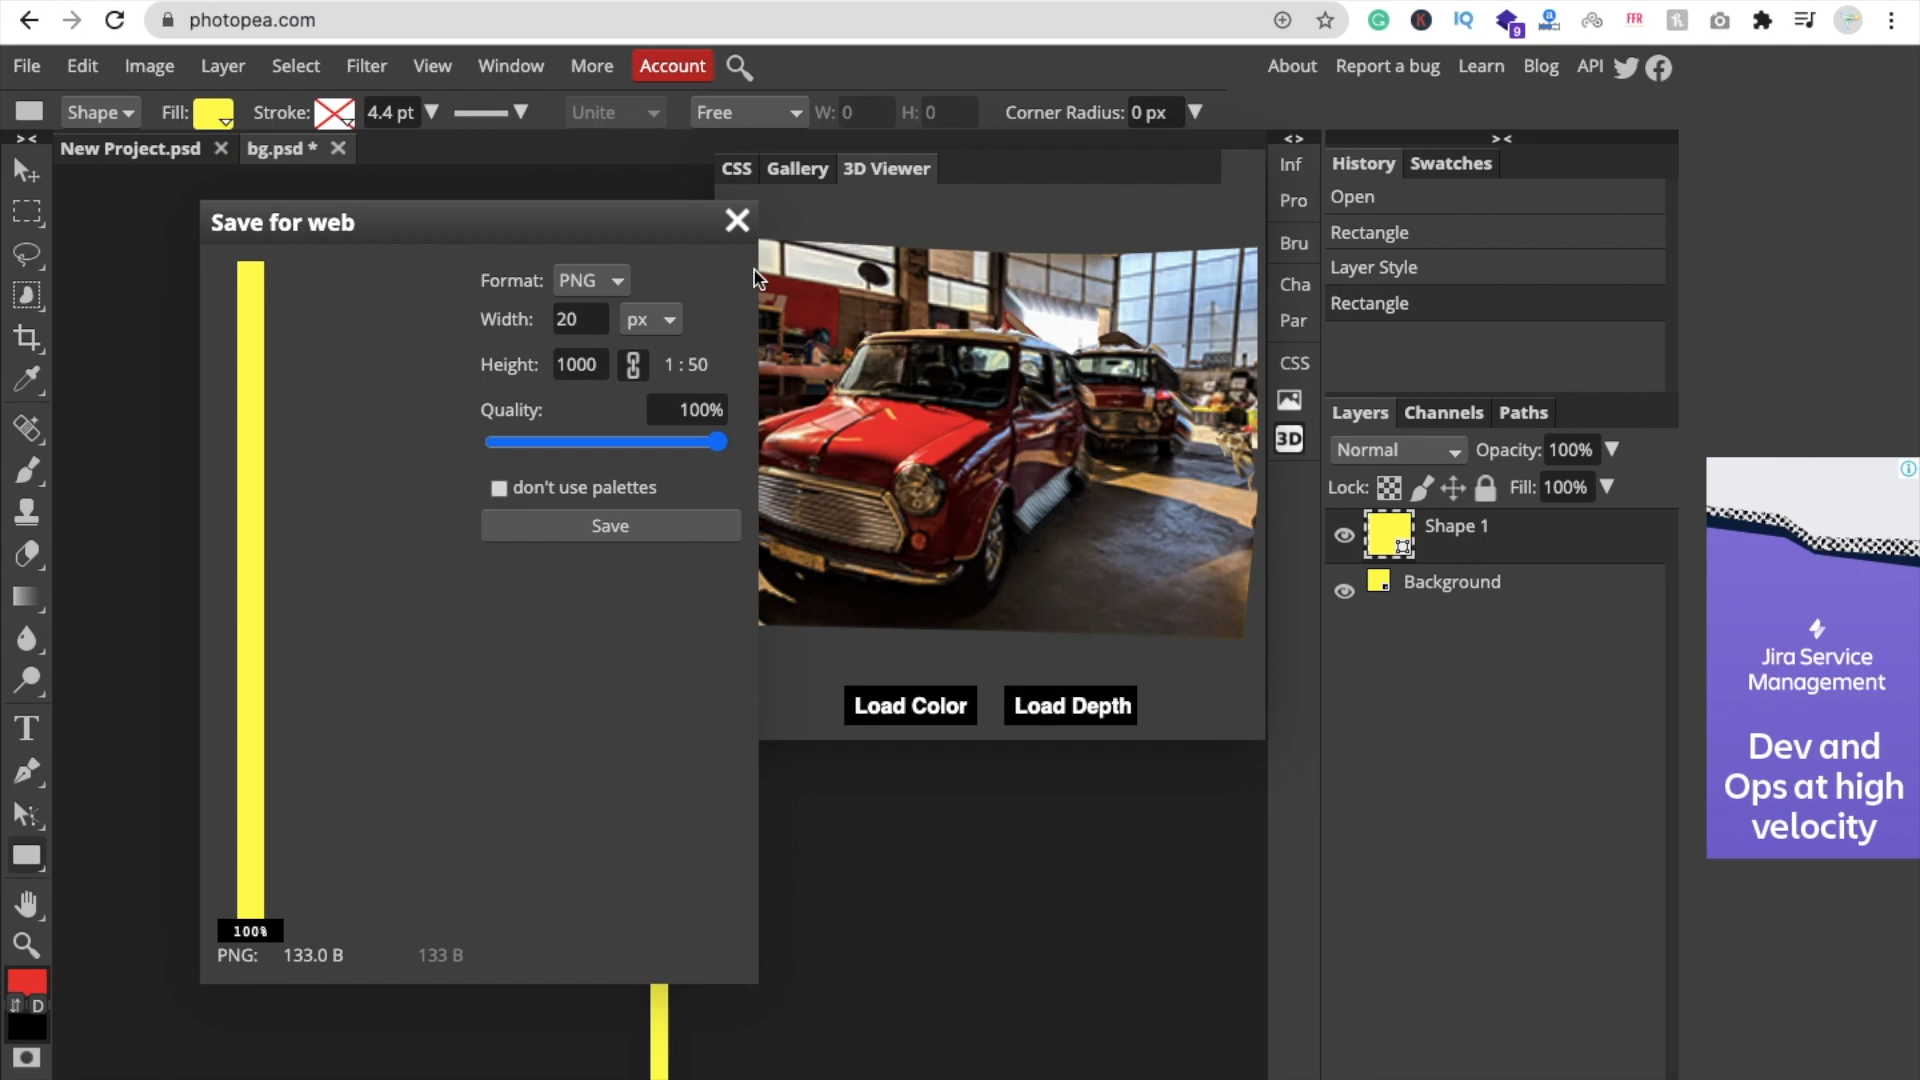 photopea.com
IQ
9
FFR
File Edit Image Layer Select Filter View Window More Account
About Report a bug Learn Blog API
Shape Fill: Stroke: 4.4 pt Unite Free W: 0 H: 0 Corner Radius: 0 px
New Project.psd bg.psd *
CSS Gallery 3D Viewer
Save for web
Format: PNG
Width: 20 px
Height: 1000 1 : 50
Quality: 100%
don't use palettes
Save
100%
PNG: 133.0 B 133 B
Load Color Load Depth
Inf
Pro
Bru
Cha
Par
CSS
3D
History Swatches
Open
Rectangle
Layer Style
Rectangle
Layers Channels Paths
Normal Opacity: 100%
Lock: Fill: 100%
Shape 1
Background
T
D
Jira Service
Management
Dev and
Ops at high
velocity